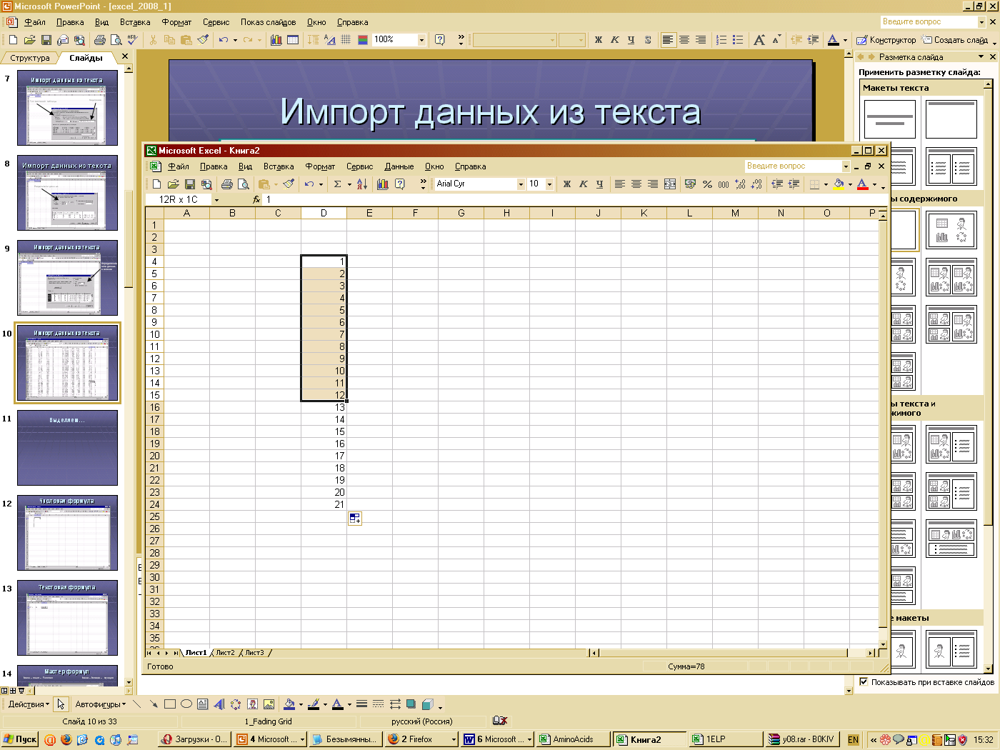 Microsoft PowerPoint - [excel_2008_1]
Файл Правка Вид Вставка Формат Сервис Показ слайдов Окно Справка
Введите вопрос
100%
Ж К Ч S
Конструктор Создать слайд
Структура Слайды
Разметка слайда
Применить разметку слайда:
Макеты текста
7 Импорт данных из текста
8 Импорт данных из текста
9 Импорт данных из текста
10 Импорт данных из текста
11 Выделяем...
12 Числовая формула
13 Текстовая формула
14 Мастер формул
Импорт данных из текста
Microsoft Excel - Книга2
Файл Правка Вид Вставка Формат Сервис Данные Окно Справка
Введите вопрос
Arial Cyr 10 Ж К Ч % 000
12R x 1C fx 1
A B C D E F G H I J K L M N O P
1
2
3
4 1
5 2
6 3
7 4
8 5
9 6
10 7
11 8
12 9
13 10
14 11
15 12
16 13
17 14
18 15
19 16
20 17
21 18
22 19
23 20
24 21
25
26
27
28
29
30
31
32
33
34
35
Лист1 Лист2 Лист3
Готово
Сумма=78
ы содержимого
ы текста и
жимого
е макеты
Показывать при вставке слайдов
Действия Автофигуры
Слайд 10 из 33
1_Fading Grid
русский (Россия)
Пуск
Загрузки - O...
4 Microsoft ...
Безымянны...
2 Firefox
6 Microsoft ...
AminoAcids
Книга2
1ELP
y08.rar - B0KIV
EN
«
15:32